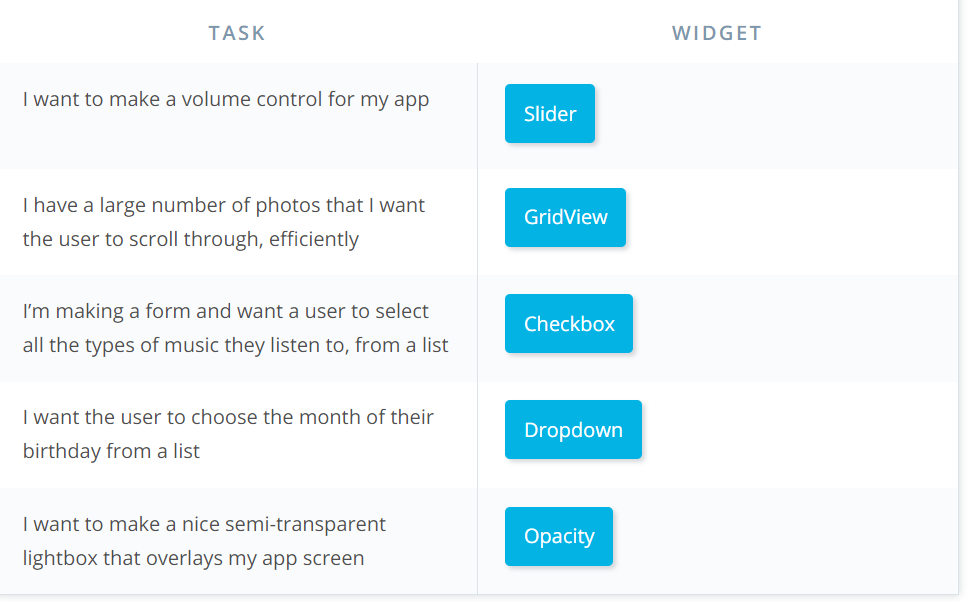 TASK
WIDGET
I want to make a volume control for my app
Slider
I have a large number of photos that I want
the user to scroll through, efficiently
GridView
I’m making a form and want a user to select
all the types of music they listen to, from a list
Checkbox
I want the user to choose the month of their
birthday from a list
Dropdown
I want to make a nice semi-transparent
lightbox that overlays my app screen
Opacity